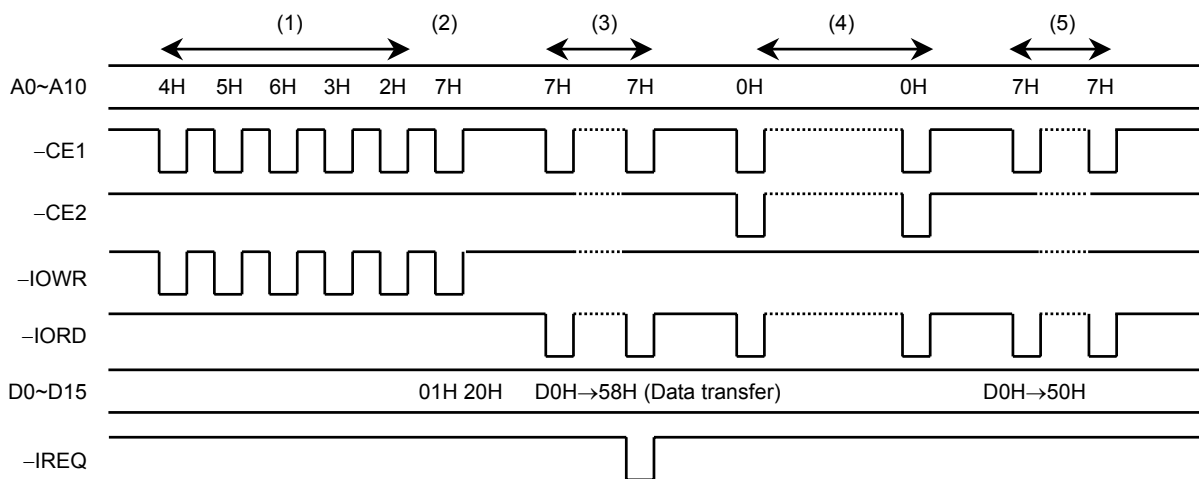 (1) (2) (3) (4) (5)
A0~A10 4H 5H 6H 3H 2H 7H 7H 7H 0H 0H 7H 7H
–CE1
–CE2
–IOWR
–IORD
D0~D15 01H 20H D0H→58H (Data transfer) D0H→50H
–IREQ